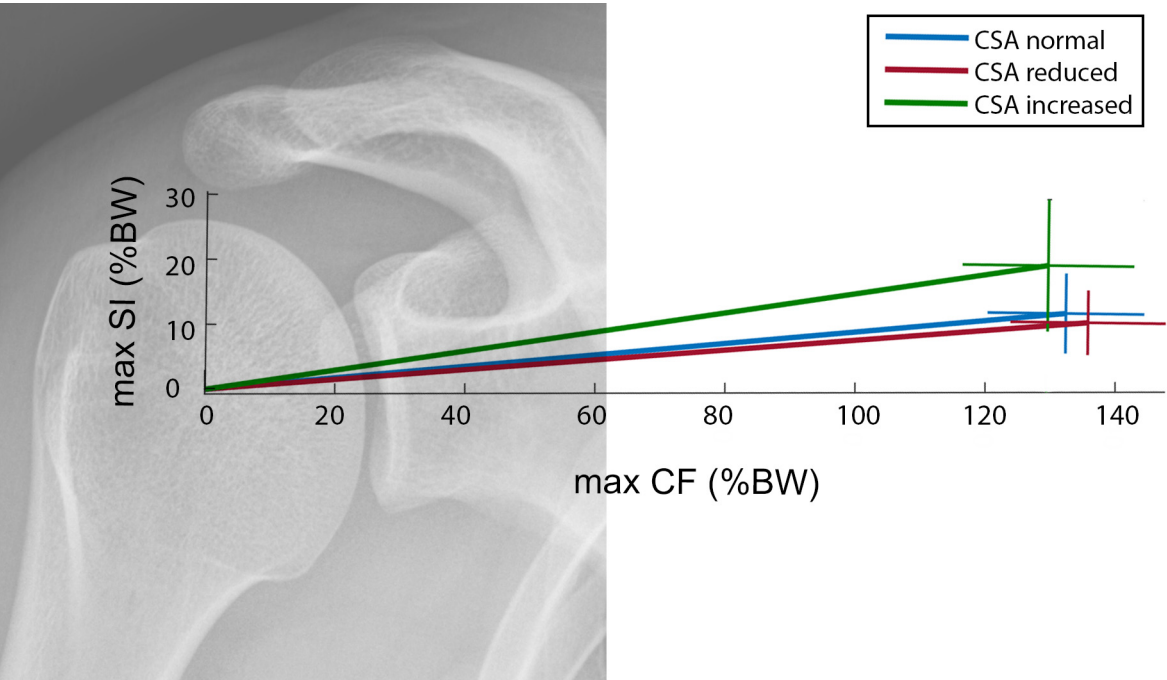 CSA normal
CSA reduced
CSA increased
max SI (%BW)
30
20
10
0
0 20 40 60 80 100 120 140
max CF (%BW)